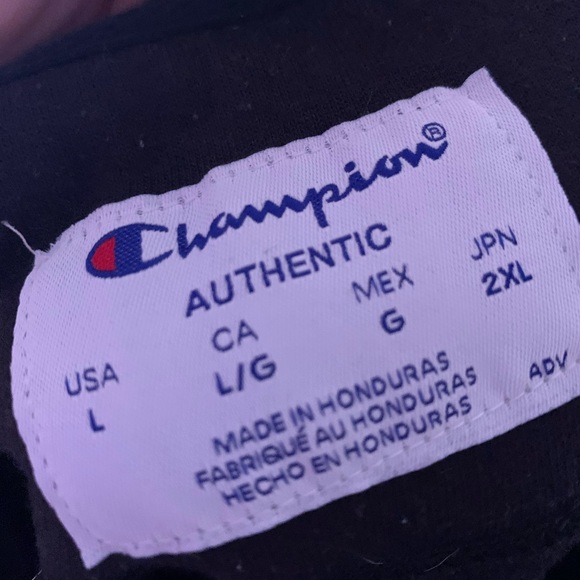 Champion®
AUTHENTIC
USA CA MEX JPN
L L/G G 2XL
MADE IN HONDURAS
FABRIQUÉ AU HONDURAS
HECHO EN HONDURAS
ADV